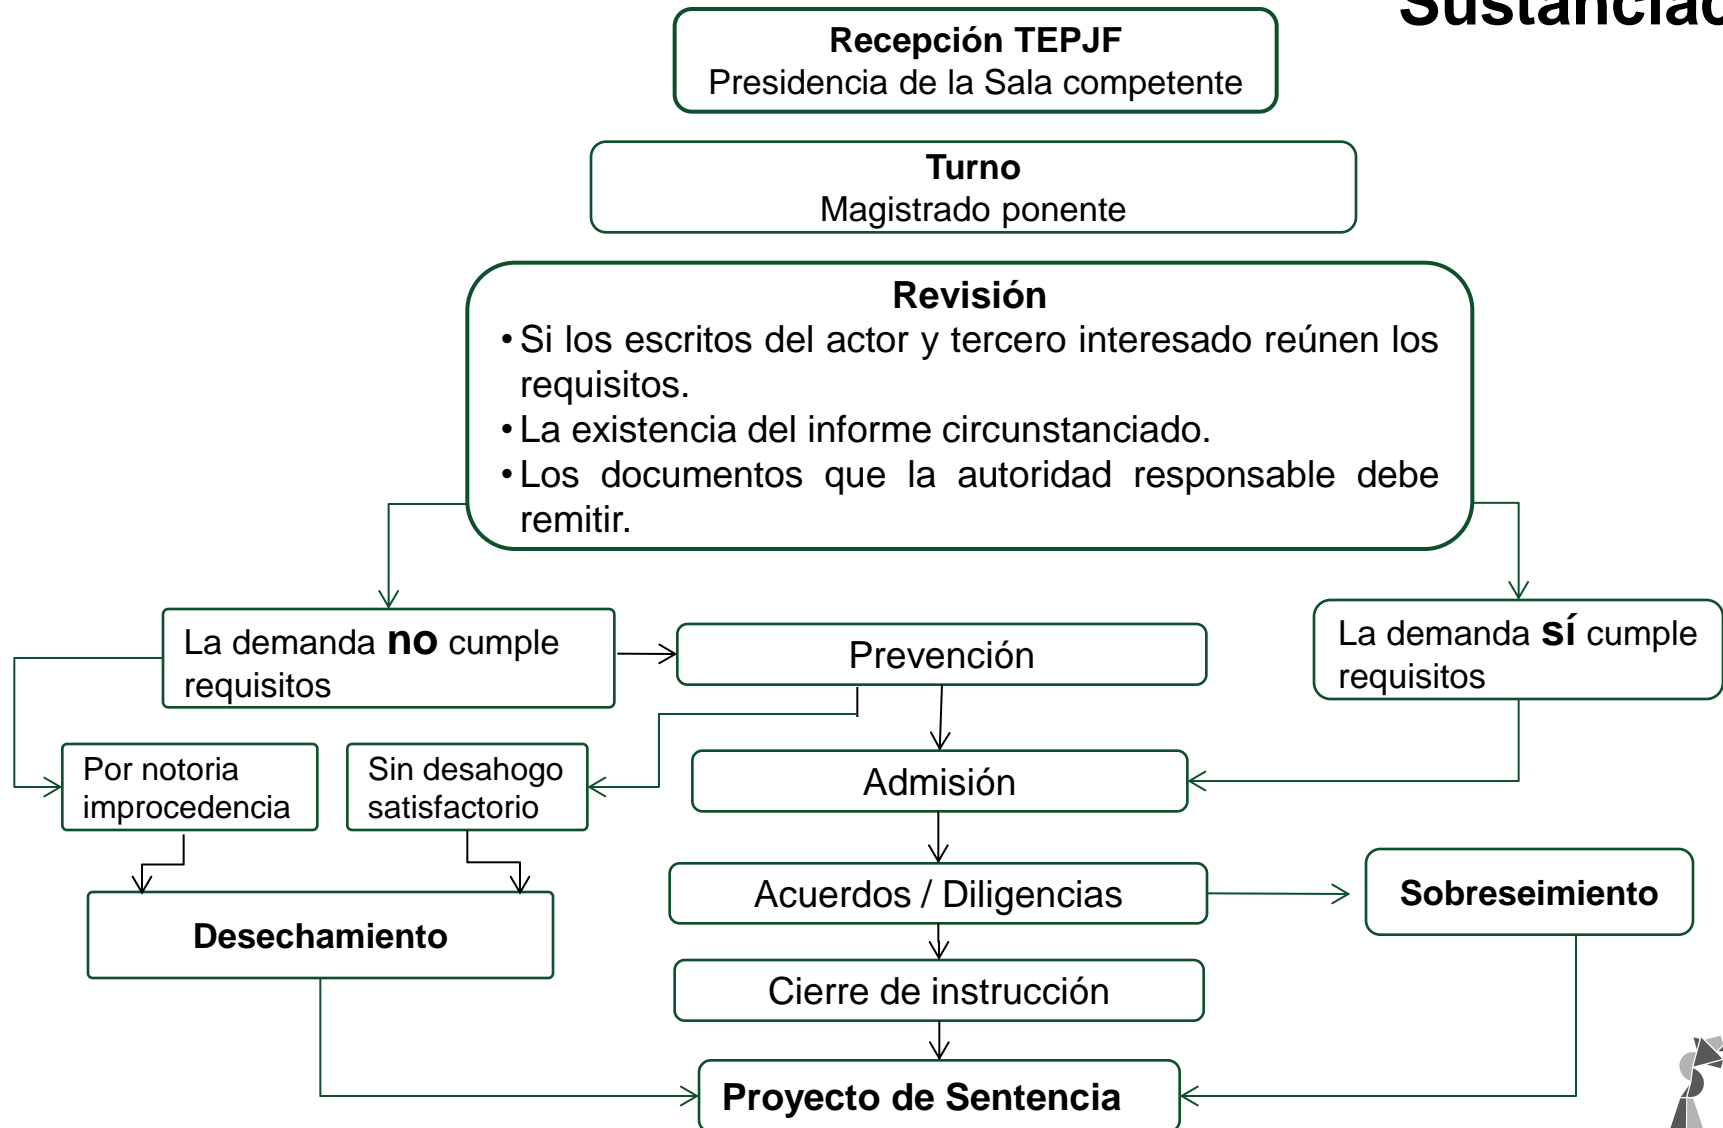 Sustanciac
Recepción TEPJF
Presidencia de la Sala competente
Turno
Magistrado ponente
Revisión
• Si los escritos del actor y tercero interesado reúnen los
requisitos.
• La existencia del informe circunstanciado.
• Los documentos que la autoridad responsable debe
remitir.
La demanda no cumple
requisitos
Prevención
La demanda sí cumple
requisitos
Por notoria
improcedencia
Sin desahogo
satisfactorio
Admisión
Acuerdos / Diligencias
Sobreseimiento
Desechamiento
Cierre de instrucción
Proyecto de Sentencia